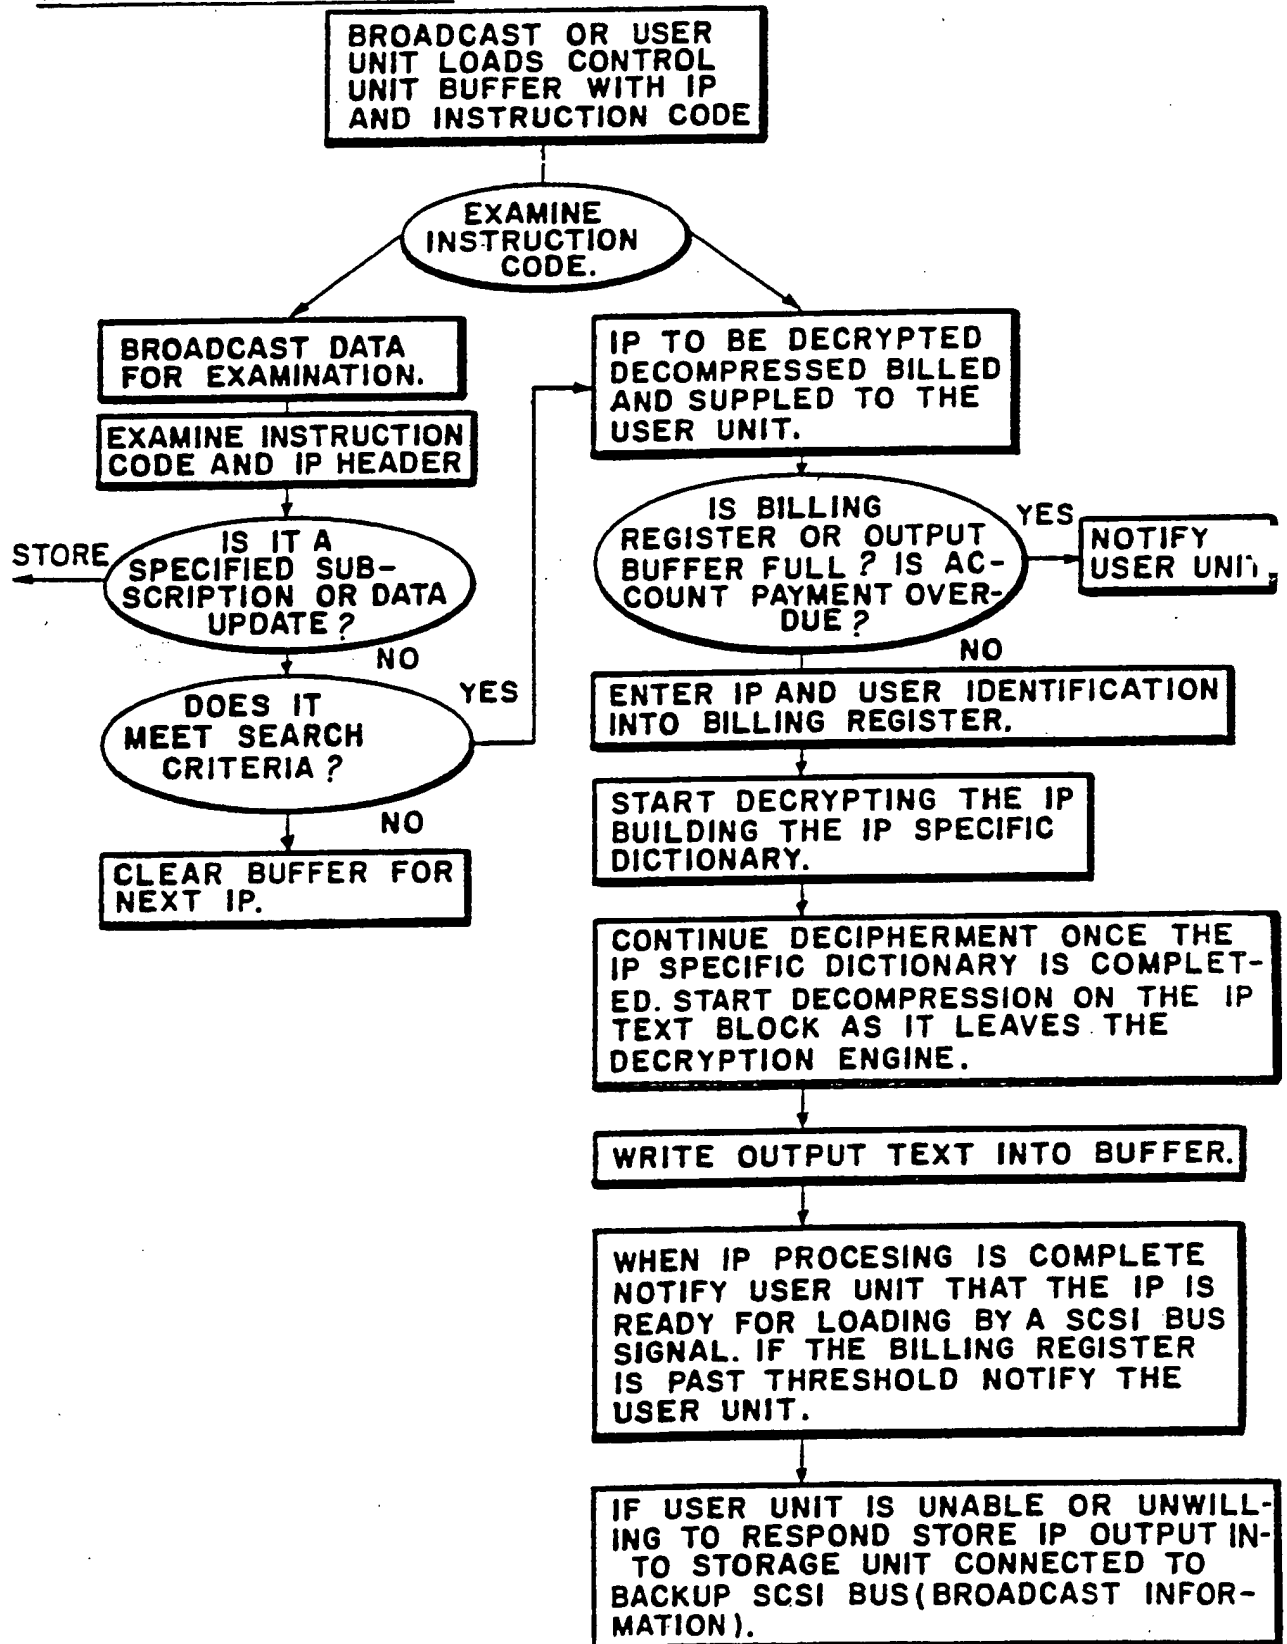 BROADCAST OR USER
UNIT LOADS CONTROL
UNIT BUFFER WITH IP
AND INSTRUCTION CODE
EXAMINE
INSTRUCTION
CODE.
BROADCAST DATA
FOR EXAMINATION.
EXAMINE INSTRUCTION
CODE AND IP HEADER
STORE
IS IT A
SPECIFIED SUB-
SCRIPTION OR DATA
UPDATE?
NO
DOES IT
MEET SEARCH
CRITERIA?
YES
NO
CLEAR BUFFER FOR
NEXT IP.
IP TO BE DECRYPTED
DECOMPRESSED BILLED
AND SUPPLED TO THE
USER UNIT.
IS BILLING
REGISTER OR OUTPUT
BUFFER FULL? IS AC-
COUNT PAYMENT OVER-
DUE?
YES
NOTIFY
USER UNIT
NO
ENTER IP AND USER IDENTIFICATION
INTO BILLING REGISTER.
START DECRYPTING THE IP
BUILDING THE IP SPECIFIC
DICTIONARY.
CONTINUE DECIPHERMENT ONCE THE
IP SPECIFIC DICTIONARY IS COMPLET-
ED. START DECOMPRESSION ON THE IP
TEXT BLOCK AS IT LEAVES THE
DECRYPTION ENGINE.
WRITE OUTPUT TEXT INTO BUFFER.
WHEN IP PROCESING IS COMPLETE
NOTIFY USER UNIT THAT THE IP IS
READY FOR LOADING BY A SCSI BUS
SIGNAL. IF THE BILLING REGISTER
IS PAST THRESHOLD NOTIFY THE
USER UNIT.
IF USER UNIT IS UNABLE OR UNWILL-
ING TO RESPOND STORE IP OUTPUT IN-
TO STORAGE UNIT CONNECTED TO
BACKUP SCSI BUS (BROADCAST INFOR-
MATION).